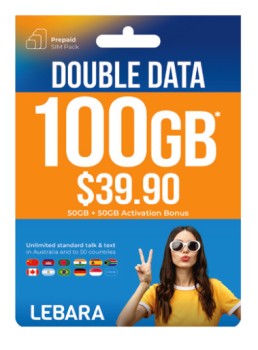 Prepaid
SIM Pack
DOUBLE DATA
100GB*
$39.90
50GB + 50GB Activation Bonus
Unlimited standard talk & text
in Australia and to 50 countries
LEBARA